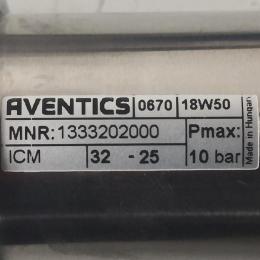 AVENTICS 0670 18W50
MNR: 1333202000 Pmax:
ICM 32 - 25 10 bar
Made in Hungary